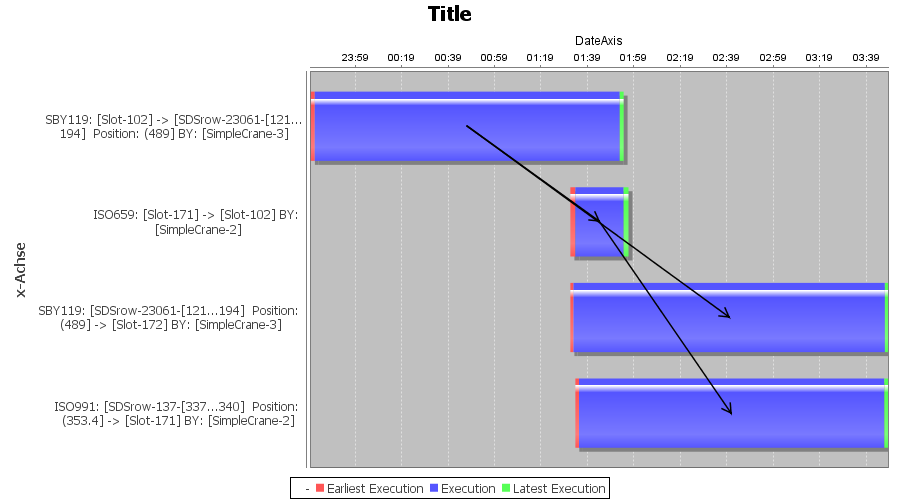 Title
DateAxis
23:59 00:19 00:39 00:59 01:19 01:39 01:59 02:19 02:39 02:59 03:19 03:39
x-Achse
SBY119: [Slot-102] -> [SDSrow-23061-[121...
194] Position: (489] BY: [SimpleCrane-3]
ISO659: [Slot-171] -> [Slot-102] BY:
[SimpleCrane-2]
SBY119: [SDSrow-23061-[121...194] Position:
(489] -> [Slot-172] BY: [SimpleCrane-3]
ISO991: [SDSrow-137-[337...340] Position:
(353.4] -> [Slot-171] BY: [SimpleCrane-2]
- Earliest Execution Execution Latest Execution